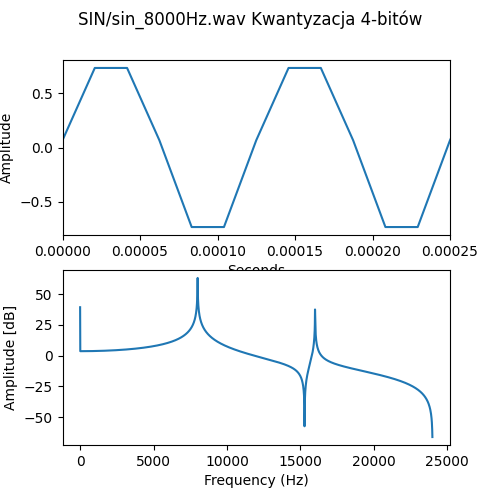 SIN/sin_8000Hz.wav Kwantyzacja 4-bitów
Amplitude
0.5
0.0
−0.5
0.00000 0.00005 0.00010 0.00015 0.00020 0.00025
Seconds
Amplitude [dB]
50
25
0
−25
−50
0 5000 10000 15000 20000 25000
Frequency (Hz)